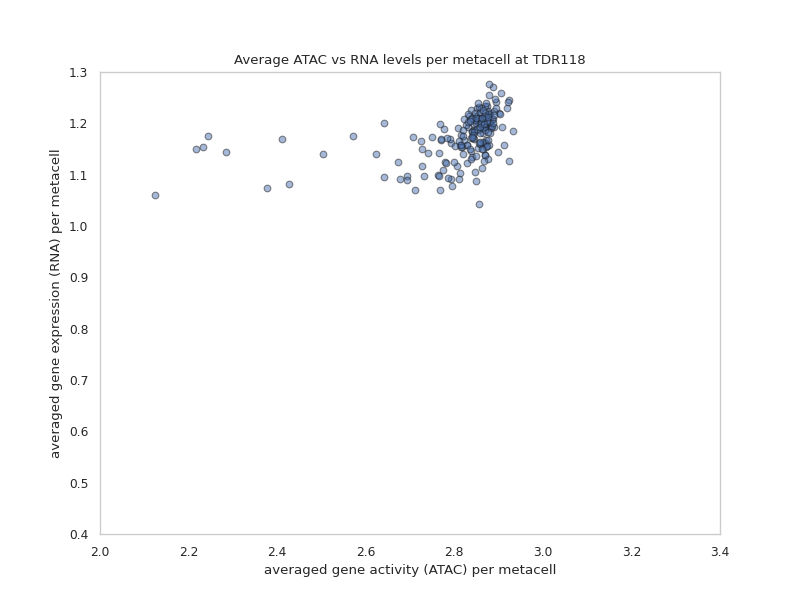 Average ATAC vs RNA levels per metacell at TDR118
averaged gene expression (RNA) per metacell
1.3
1.2
1.1
1.0
0.9
0.8
0.7
0.6
0.5
0.4
2.0 2.2 2.4 2.6 2.8 3.0 3.2 3.4
averaged gene activity (ATAC) per metacell